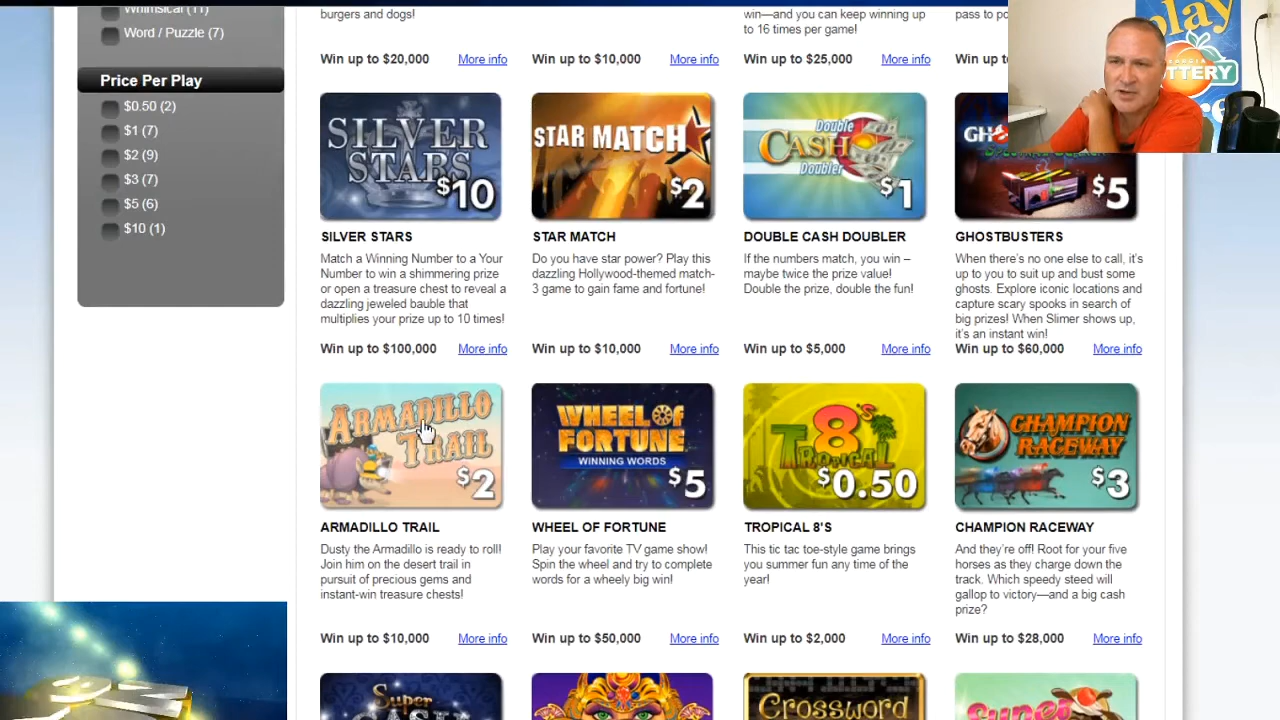 Whimsical (11)
Word / Puzzle (7)
Price Per Play
$0.50 (2)
$1 (7)
$2 (9)
$3 (7)
$5 (6)
$10 (1)
burgers and dogs!
win—and you can keep winning up
to 16 times per game!
pass to
Win up to $20,000 More info
Win up to $10,000 More info
Win up to $25,000 More info
Win up
play
LOTTERY
SILVER
STARS
$10
STAR MATCH
$2
Double
CASH
Doubler
$1
$5
SILVER STARS
Match a Winning Number to a Your
Number to win a shimmering prize
or open a treasure chest to reveal a
dazzling jeweled bauble that
multiplies your prize up to 10 times!
Win up to $100,000 More info
STAR MATCH
Do you have star power? Play this
dazzling Hollywood-themed match-
3 game to gain fame and fortune!
Win up to $10,000 More info
DOUBLE CASH DOUBLER
If the numbers match, you win –
maybe twice the prize value!
Double the prize, double the fun!
Win up to $5,000 More info
GHOSTBUSTERS
When there's no one else to call, it's
up to you to suit up and bust some
ghosts. Explore iconic locations and
capture scary spooks in search of
big prizes! When Slimer shows up,
it's an instant win!
Win up to $60,000 More info
ARMADILLO
TRAIL
$2
WHEEL OF
FORTUNE
WINNING WORDS
$5
8'S
TROPICAL
$0.50
CHAMPION
RACEWAY
$3
ARMADILLO TRAIL
Dusty the Armadillo is ready to roll!
Join him on the desert trail in
pursuit of precious gems and
instant-win treasure chests!
Win up to $10,000 More info
WHEEL OF FORTUNE
Play your favorite TV game show!
Spin the wheel and try to complete
words for a wheely big win!
Win up to $50,000 More info
TROPICAL 8'S
This tic tac toe-style game brings
you summer fun any time of the
year!
Win up to $2,000 More info
CHAMPION RACEWAY
And they're off! Root for your five
horses as they charge down the
track. Which speedy steed will
gallop to victory—and a big cash
prize?
Win up to $28,000 More info
Super
Crossword
Super